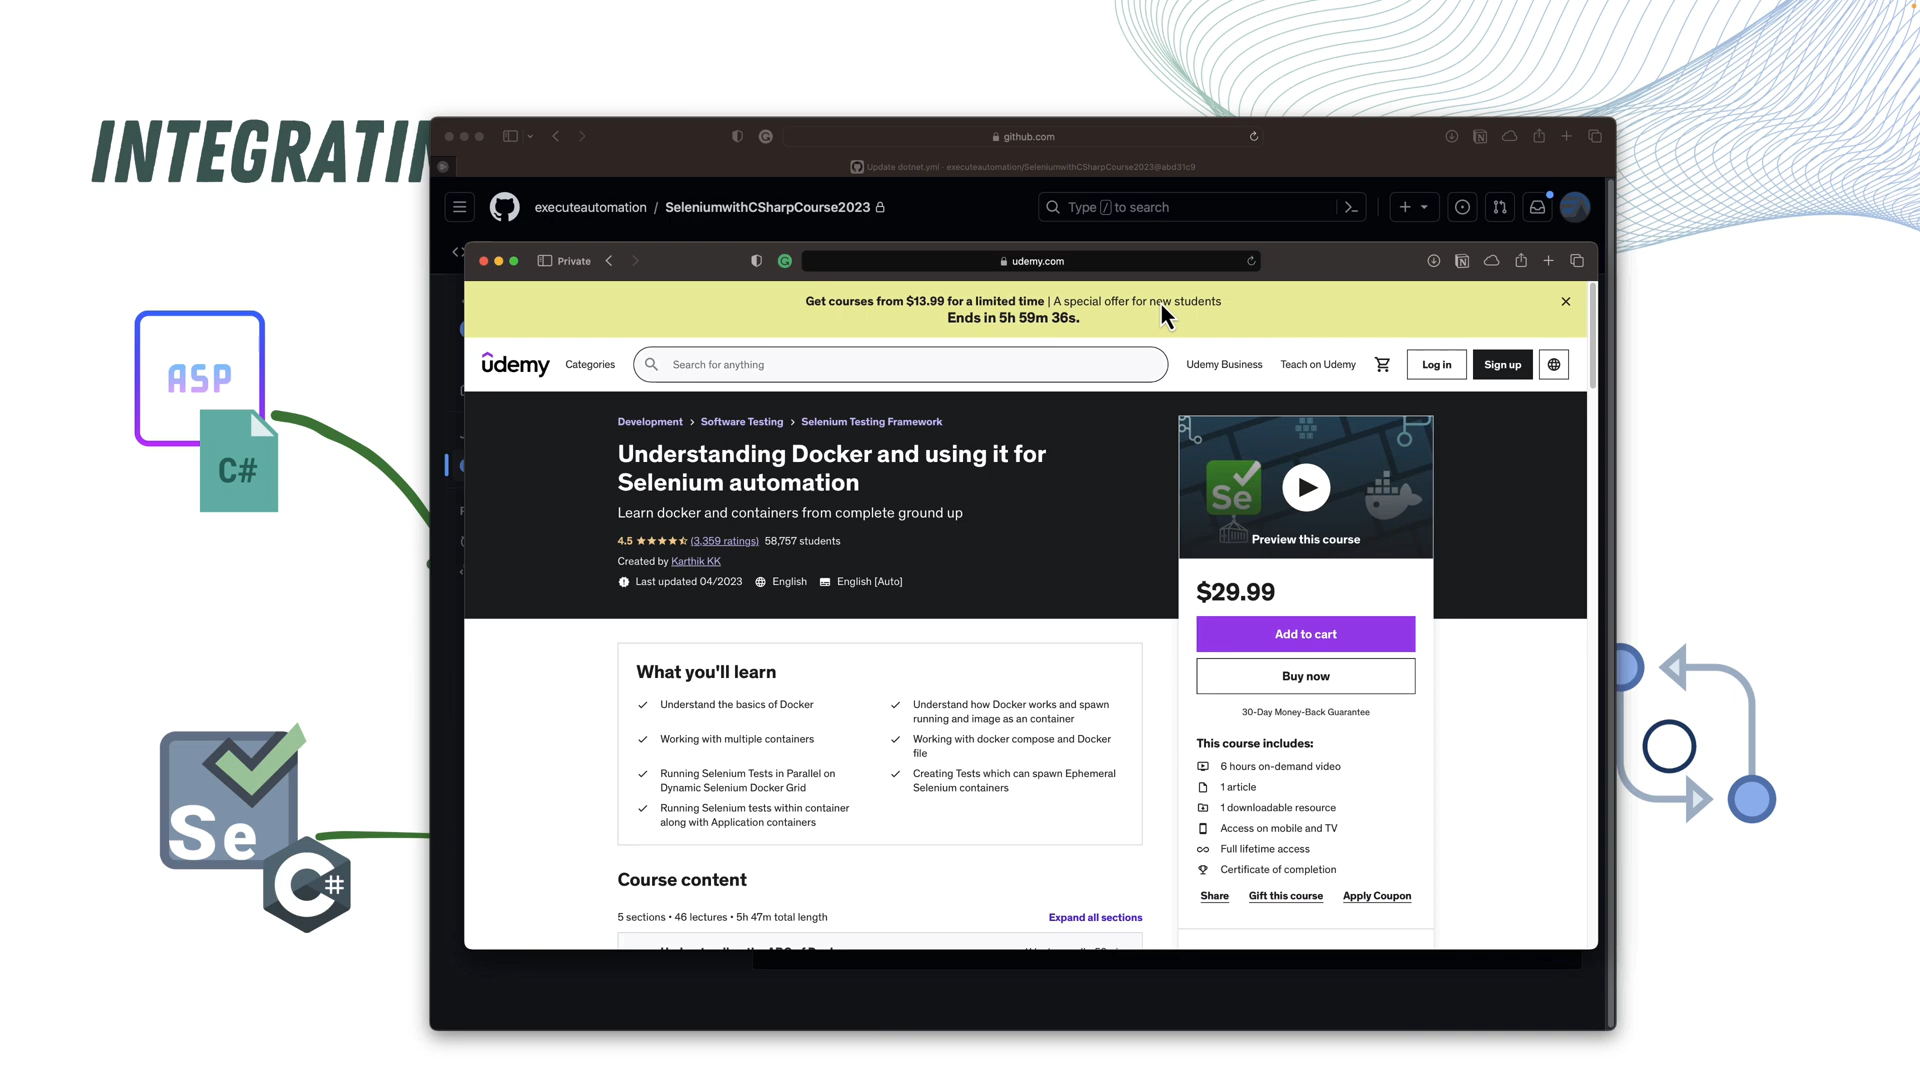 INTEGRATIN
github.com
Update dotnet.yml · executeautomation/SeleniumwithCSharpCourse2023@abd31c9
executeautomation / SeleniumwithCSharpCourse2023
Type / to search
Private
udemy.com
Get courses from $13.99 for a limited time | A special offer for new students
Ends in 5h 59m 36s.
udemy
Categories
Search for anything
Udemy Business
Teach on Udemy
Log in
Sign up
Development > Software Testing > Selenium Testing Framework
Understanding Docker and using it for
Selenium automation
Learn docker and containers from complete ground up
4.5 (3,359 ratings) 58,757 students
Created by Karthik KK
Last updated 04/2023 English English [Auto]
Se
Preview this course
$29.99
Add to cart
Buy now
30-Day Money-Back Guarantee
This course includes:
6 hours on-demand video
1 article
1 downloadable resource
Access on mobile and TV
Full lifetime access
Certificate of completion
Share Gift this course Apply Coupon
What you'll learn
Understand the basics of Docker
Understand how Docker works and spawn
running and image as an container
Working with multiple containers
Working with docker compose and Docker
file
Running Selenium Tests in Parallel on
Dynamic Selenium Docker Grid
Creating Tests which can spawn Ephemeral
Selenium containers
Running Selenium tests within container
along with Application containers
Course content
5 sections • 46 lectures • 5h 47m total length
Expand all sections
ASP
C#
Se
C#